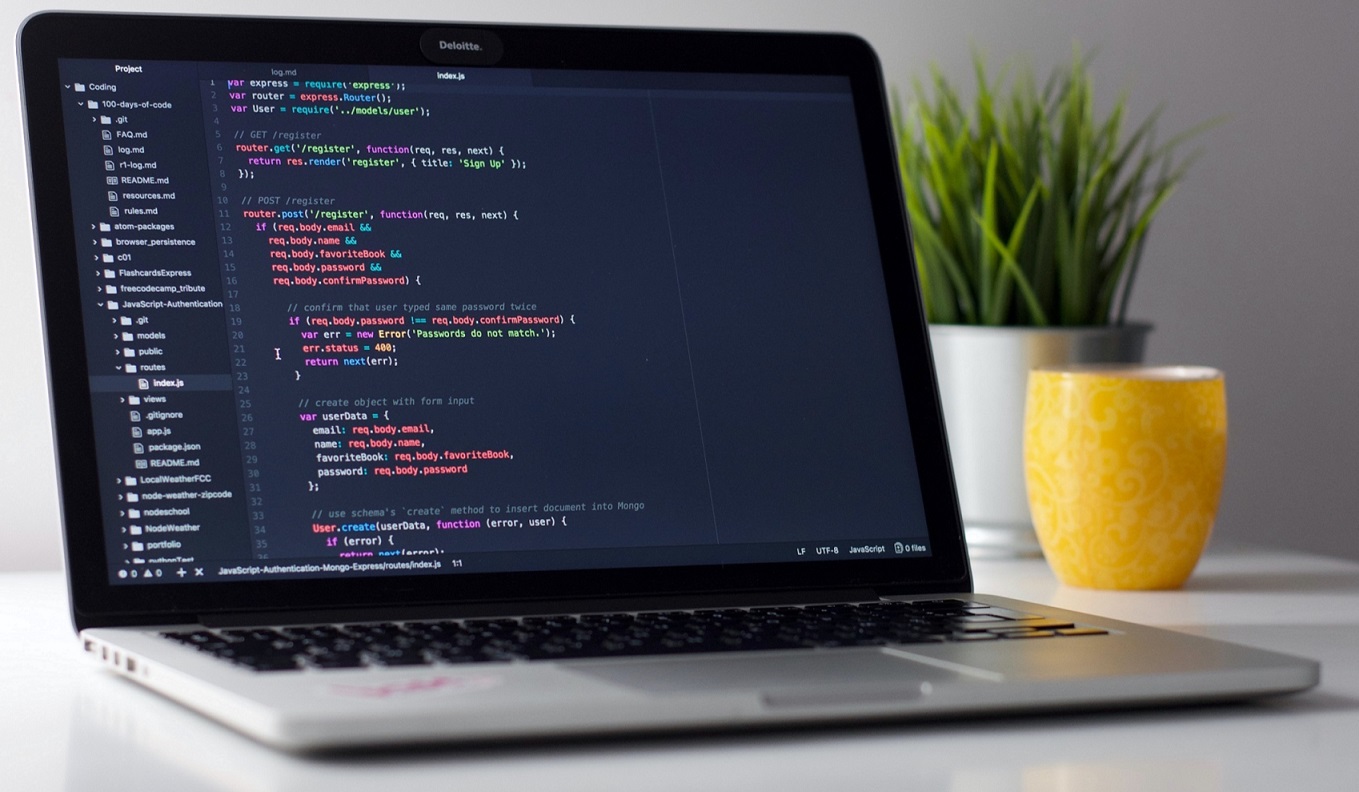 Deloitte.
Project
Coding
100-days-of-code
.git
FAQ.md
log.md
r1-log.md
README.md
resources.md
rules.md
atom-packages
browser_persistence
c01
FlashcardsExpress
freecodecamp_tribute
JavaScript-Authentication
.git
models
public
routes
index.js
views
.gitignore
app.js
package.json
README.md
LocalWeatherFCC
node-weather-zipcode
nodeschool
NodeWeather
portfolio
pythonTest
log.md
index.js
1 var express = require('express');
2 var router = express.Router();
3 var User = require('../models/user');
4
5 // GET /register
6 router.get('/register', function(req, res, next) {
7 return res.render('register', { title: 'Sign Up' });
8 });
9
10 // POST /register
11 router.post('/register', function(req, res, next) {
12 if (req.body.email &&
13 req.body.name &&
14 req.body.favoriteBook &&
15 req.body.password &&
16 req.body.confirmPassword) {
17
18 // confirm that user typed same password twice
19 if (req.body.password !== req.body.confirmPassword) {
20 var err = new Error('Passwords do not match.');
21 err.status = 400;
22 return next(err);
23 }
24
25 // create object with form input
26 var userData = {
27 email: req.body.email,
28 name: req.body.name,
29 favoriteBook: req.body.favoriteBook,
30 password: req.body.password
31 };
32
33 // use schema's `create` method to insert document into Mongo
34 User.create(userData, function (error, user) {
35 if (error) {
36 return next(error);
0 0 + × JavaScript-Authentication-Mongo-Express/routes/index.js 1:1
LF UTF-8 JavaScript 0 files